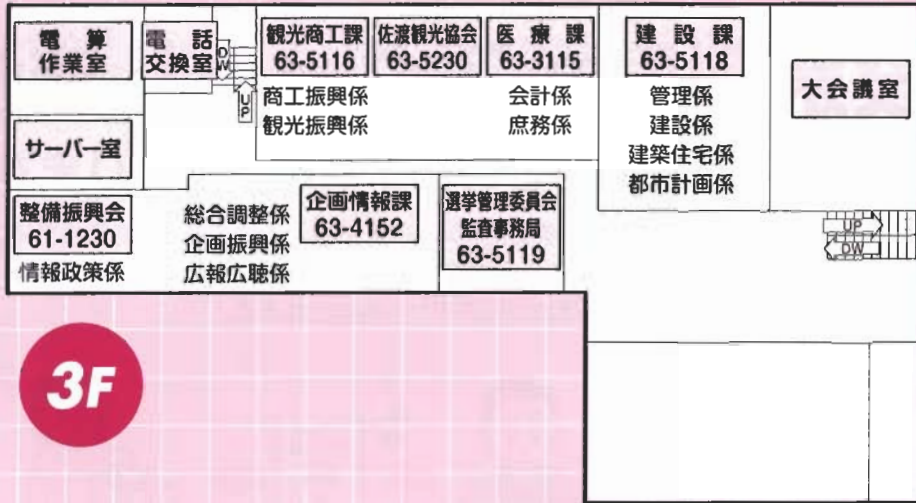 電算
作業室
電話
交換室
DW
UP
観光商工課
63-5116
商工振興係
観光振興係
佐渡観光協会
63-5230
医療課
63-3115
会計係
庶務係
建設課
63-5118
管理係
建設係
建築住宅係
都市計画係
大会議室
サーバー室
整備振興会
61-1230
情報政策係
総合調整係
企画振興係
広報広聴係
企画情報課
63-4152
選挙管理委員会
監査事務局
63-5119
UP
DW
3F